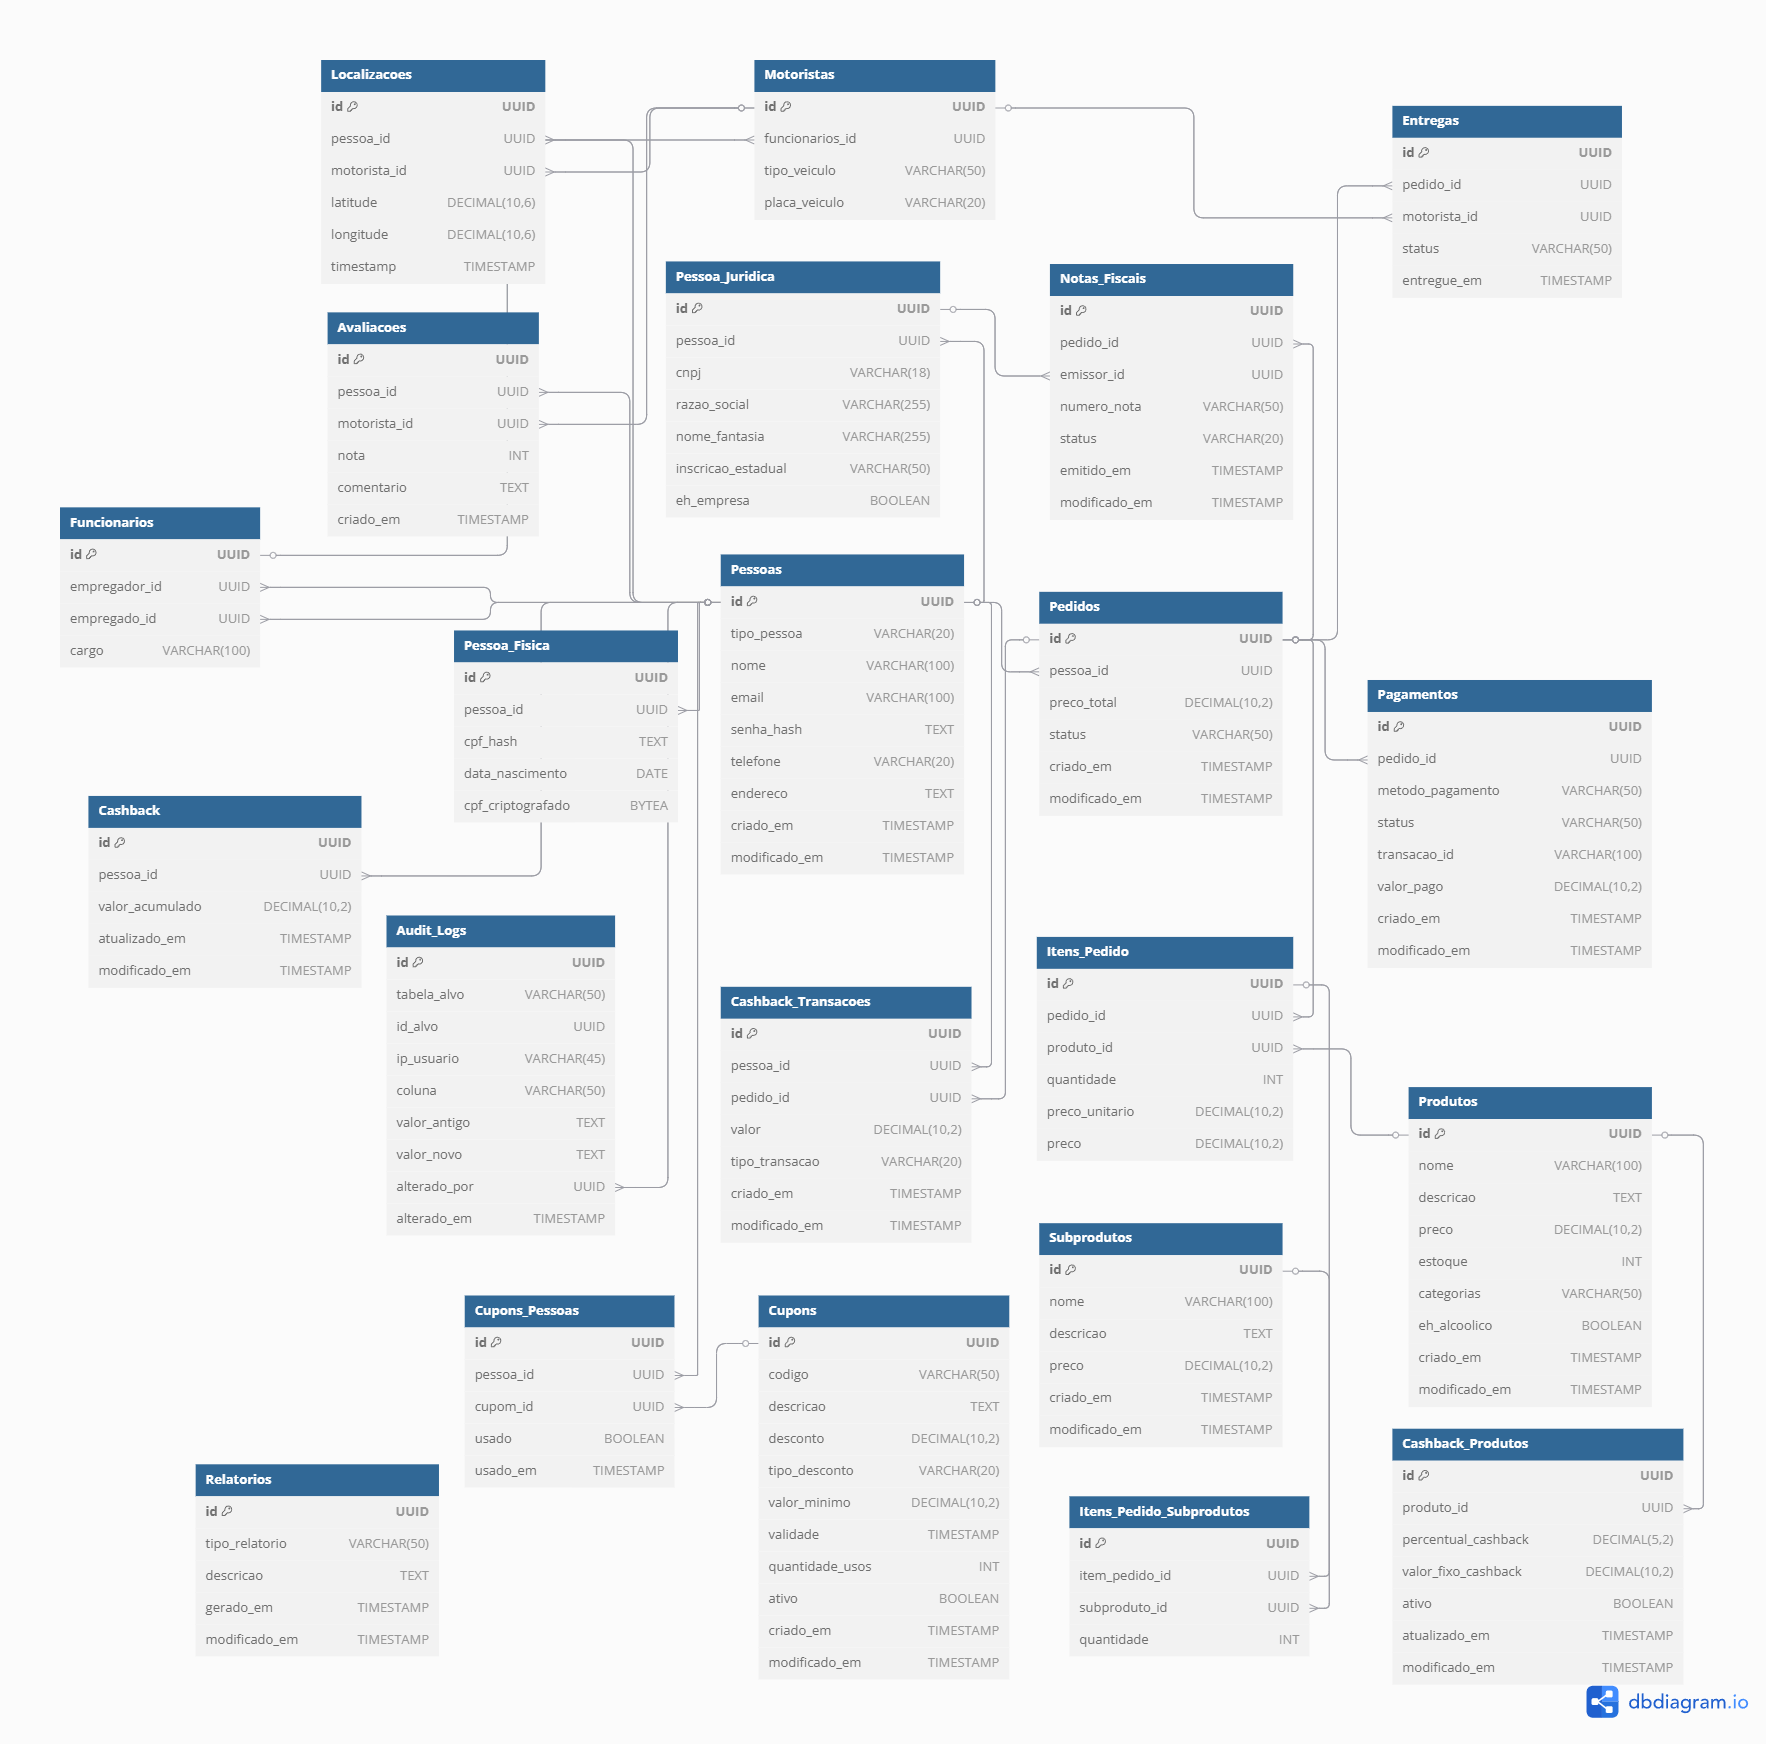 Localizacoes
id UUID
pessoa_id UUID
motorista_id UUID
latitude DECIMAL(10,6)
longitude DECIMAL(10,6)
timestamp TIMESTAMP
Motoristas
id UUID
funcionarios_id UUID
tipo_veiculo VARCHAR(50)
placa_veiculo VARCHAR(20)
Entregas
id UUID
pedido_id UUID
motorista_id UUID
status VARCHAR(50)
entregue_em TIMESTAMP
Pessoa_Juridica
id UUID
pessoa_id UUID
cnpj VARCHAR(18)
razao_social VARCHAR(255)
nome_fantasia VARCHAR(255)
inscricao_estadual VARCHAR(50)
eh_empresa BOOLEAN
Notas_Fiscais
id UUID
pedido_id UUID
emissor_id UUID
numero_nota VARCHAR(50)
status VARCHAR(20)
emitido_em TIMESTAMP
modificado_em TIMESTAMP
Avaliacoes
id UUID
pessoa_id UUID
motorista_id UUID
nota INT
comentario TEXT
criado_em TIMESTAMP
Funcionarios
id UUID
empregador_id UUID
empregado_id UUID
cargo VARCHAR(100)
Pessoas
id UUID
tipo_pessoa VARCHAR(20)
nome VARCHAR(100)
email VARCHAR(100)
senha_hash TEXT
telefone VARCHAR(20)
endereco TEXT
criado_em TIMESTAMP
modificado_em TIMESTAMP
Pedidos
id UUID
pessoa_id UUID
preco_total DECIMAL(10,2)
status VARCHAR(50)
criado_em TIMESTAMP
modificado_em TIMESTAMP
Pessoa_Fisica
id UUID
pessoa_id UUID
cpf_hash TEXT
data_nascimento DATE
cpf_criptografado BYTEA
Pagamentos
id UUID
pedido_id UUID
metodo_pagamento VARCHAR(50)
status VARCHAR(50)
transacao_id VARCHAR(100)
valor_pago DECIMAL(10,2)
criado_em TIMESTAMP
modificado_em TIMESTAMP
Cashback
id UUID
pessoa_id UUID
valor_acumulado DECIMAL(10,2)
atualizado_em TIMESTAMP
modificado_em TIMESTAMP
Audit_Logs
id UUID
tabela_alvo VARCHAR(50)
id_alvo UUID
ip_usuario VARCHAR(45)
coluna VARCHAR(50)
valor_antigo TEXT
valor_novo TEXT
alterado_por UUID
alterado_em TIMESTAMP
Cashback_Transacoes
id UUID
pessoa_id UUID
pedido_id UUID
valor DECIMAL(10,2)
tipo_transacao VARCHAR(20)
criado_em TIMESTAMP
modificado_em TIMESTAMP
Itens_Pedido
id UUID
pedido_id UUID
produto_id UUID
quantidade INT
preco_unitario DECIMAL(10,2)
preco DECIMAL(10,2)
Produtos
id UUID
nome VARCHAR(100)
descricao TEXT
preco DECIMAL(10,2)
estoque INT
categorias VARCHAR(50)
eh_alcoolico BOOLEAN
criado_em TIMESTAMP
modificado_em TIMESTAMP
Subprodutos
id UUID
nome VARCHAR(100)
descricao TEXT
preco DECIMAL(10,2)
criado_em TIMESTAMP
modificado_em TIMESTAMP
Cupons_Pessoas
id UUID
pessoa_id UUID
cupom_id UUID
usado BOOLEAN
usado_em TIMESTAMP
Cupons
id UUID
codigo VARCHAR(50)
descricao TEXT
desconto DECIMAL(10,2)
tipo_desconto VARCHAR(20)
valor_minimo DECIMAL(10,2)
validade TIMESTAMP
quantidade_usos INT
ativo BOOLEAN
criado_em TIMESTAMP
modificado_em TIMESTAMP
Cashback_Produtos
id UUID
produto_id UUID
percentual_cashback DECIMAL(5,2)
valor_fixo_cashback DECIMAL(10,2)
ativo BOOLEAN
atualizado_em TIMESTAMP
modificado_em TIMESTAMP
Relatorios
id UUID
tipo_relatorio VARCHAR(50)
descricao TEXT
gerado_em TIMESTAMP
modificado_em TIMESTAMP
Itens_Pedido_Subprodutos
id UUID
item_pedido_id UUID
subproduto_id UUID
quantidade INT
dbdiagram.io